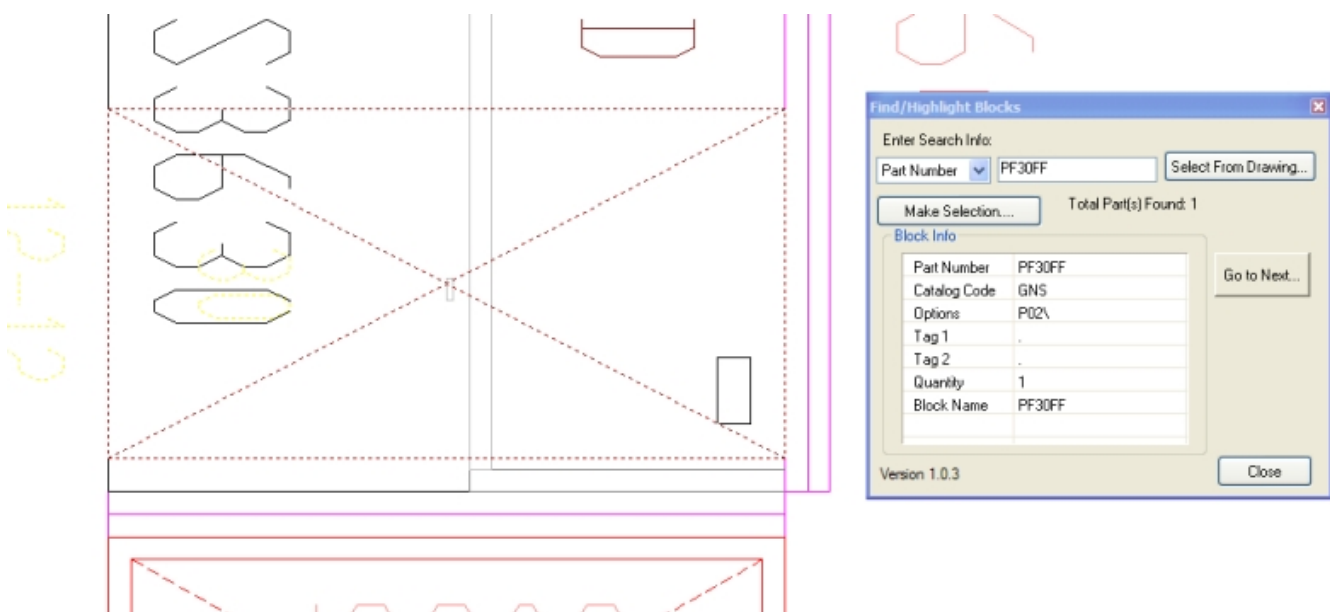 Find/Highlight Blocks
Enter Search Info:
Part Number PF30FF Select From Drawing...
Make Selection.... Total Part(s) Found: 1
Block Info
Part Number PF30FF
Catalog Code GNS
Options P02\
Tag 1 .
Tag 2 .
Quantity 1
Block Name PF30FF
Go to Next...
Version 1.0.3
Close